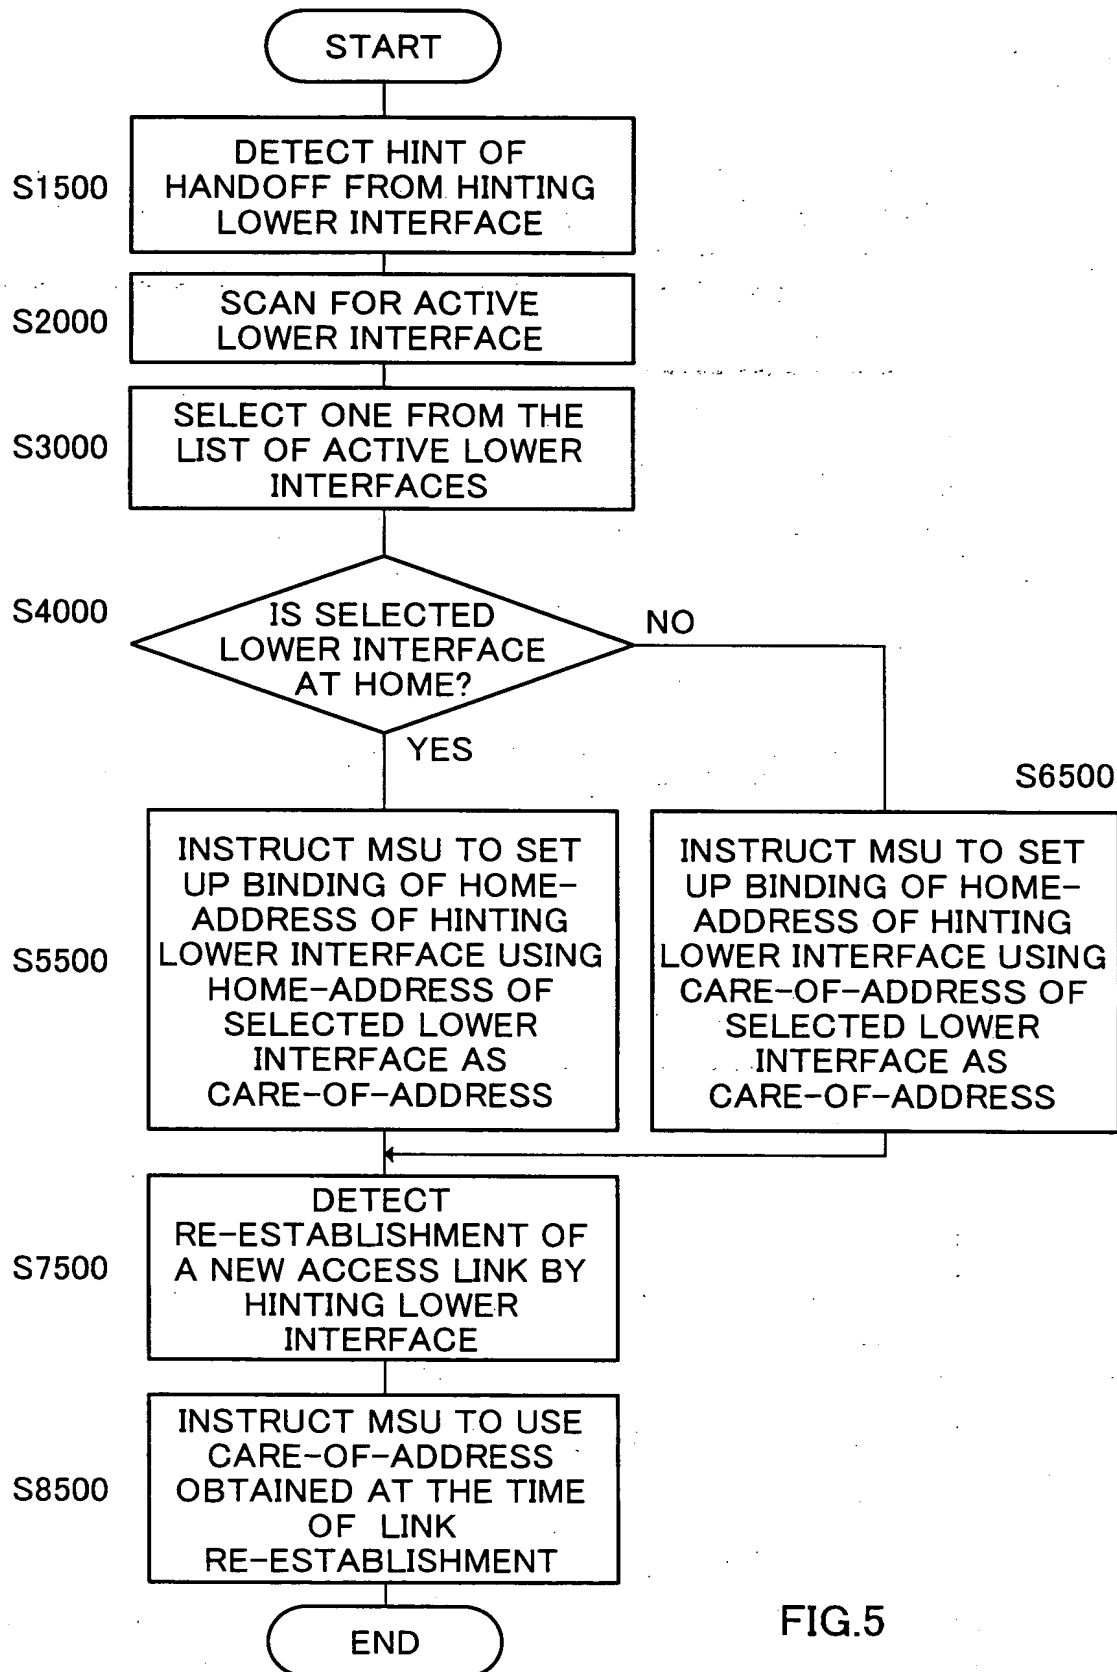 START
S1500
DETECT HINT OF
HANDOFF FROM HINTING
LOWER INTERFACE
S2000
SCAN FOR ACTIVE
LOWER INTERFACE
S3000
SELECT ONE FROM THE
LIST OF ACTIVE LOWER
INTERFACES
S4000
IS SELECTED
LOWER INTERFACE
AT HOME?
NO
YES
S5500
INSTRUCT MSU TO SET
UP BINDING OF HOME-
ADDRESS OF HINTING
LOWER INTERFACE USING
HOME-ADDRESS OF
SELECTED LOWER
INTERFACE AS
CARE-OF-ADDRESS
S6500
INSTRUCT MSU TO SET
UP BINDING OF HOME-
ADDRESS OF HINTING
LOWER INTERFACE USING
CARE-OF-ADDRESS OF
SELECTED LOWER
INTERFACE AS
CARE-OF-ADDRESS
S7500
DETECT
RE-ESTABLISHMENT OF
A NEW ACCESS LINK BY
HINTING LOWER
INTERFACE
S8500
INSTRUCT MSU TO USE
CARE-OF-ADDRESS
OBTAINED AT THE TIME
OF LINK
RE-ESTABLISHMENT
END
FIG.5